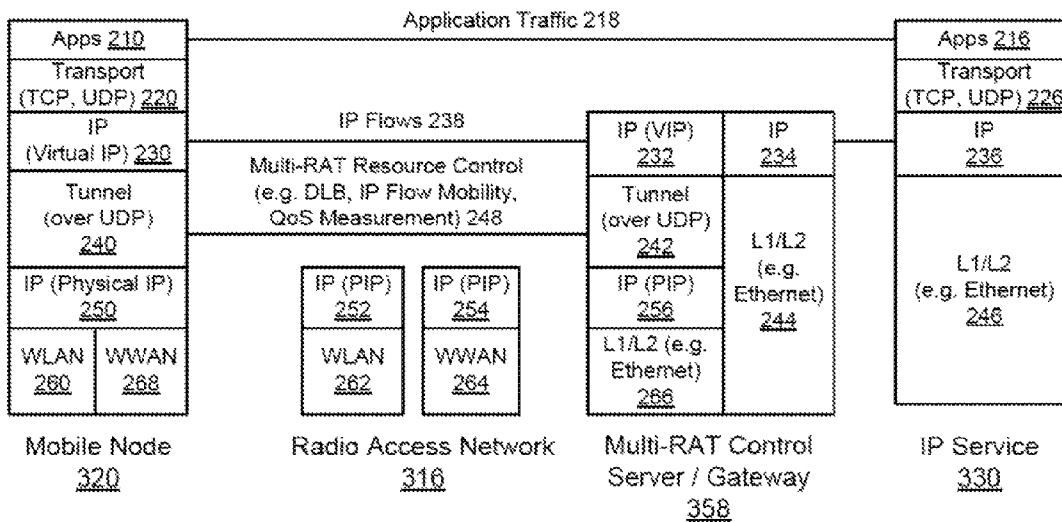 Application Traffic 218
Apps 210
Transport
(TCP, UDP) 220
IP
(Virtual IP) 230
Tunnel
(over UDP)
240
IP (Physical IP)
250
WLAN
260
WWAN
268
Mobile Node
320
IP Flows 238
Multi-RAT Resource Control
(e.g. DLB, IP Flow Mobility,
QoS Measurement) 248
IP (PIP)
252
WLAN
262
IP (PIP)
254
WWAN
264
Radio Access Network
316
IP (VIP)
232
Tunnel
(over UDP)
242
IP (PIP)
256
L1/L2 (e.g.
Ethernet)
266
IP
234
L1/L2
(e.g.
Ethernet)
244
Multi-RAT Control
Server / Gateway
358
Apps 216
Transport
(TCP, UDP) 226
IP
236
L1/L2
(e.g. Ethernet)
246
IP Service
330